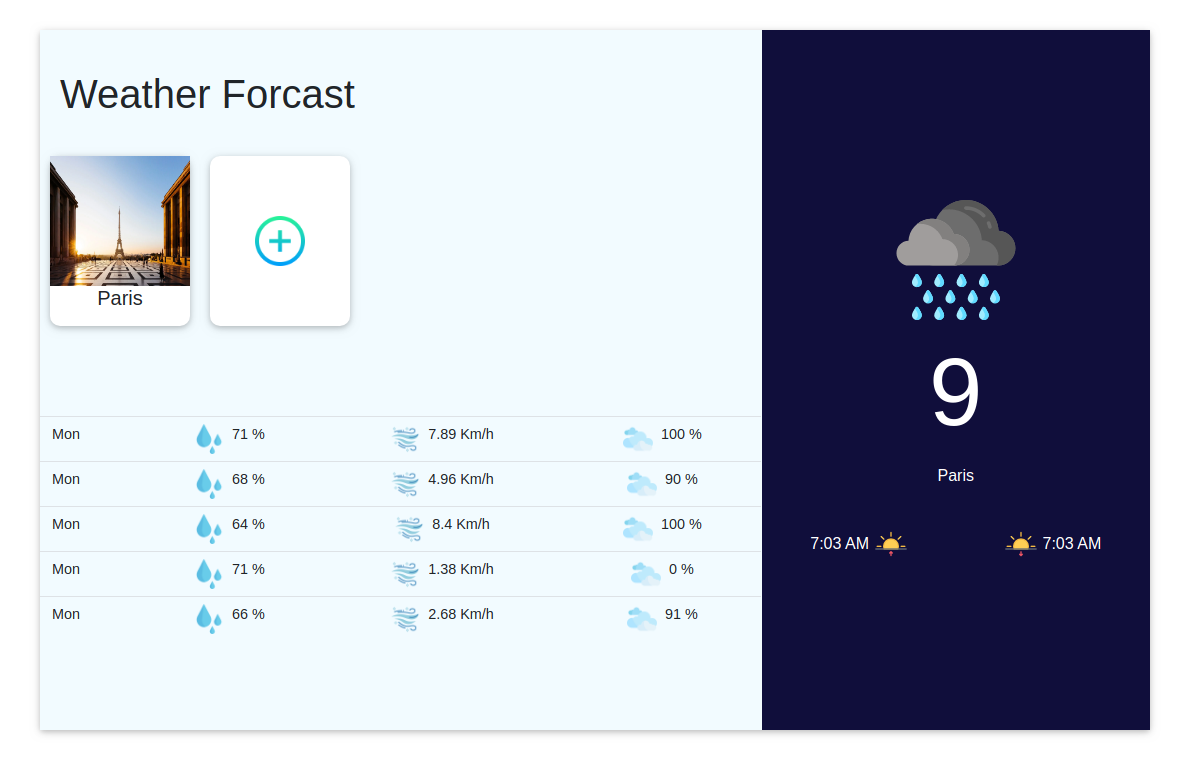 Weather Forcast
Paris
Mon 71 % 7.89 Km/h 100 %
Mon 68 % 4.96 Km/h 90 %
Mon 64 % 8.4 Km/h 100 %
Mon 71 % 1.38 Km/h 0 %
Mon 66 % 2.68 Km/h 91 %
9
Paris
7:03 AM 7:03 AM